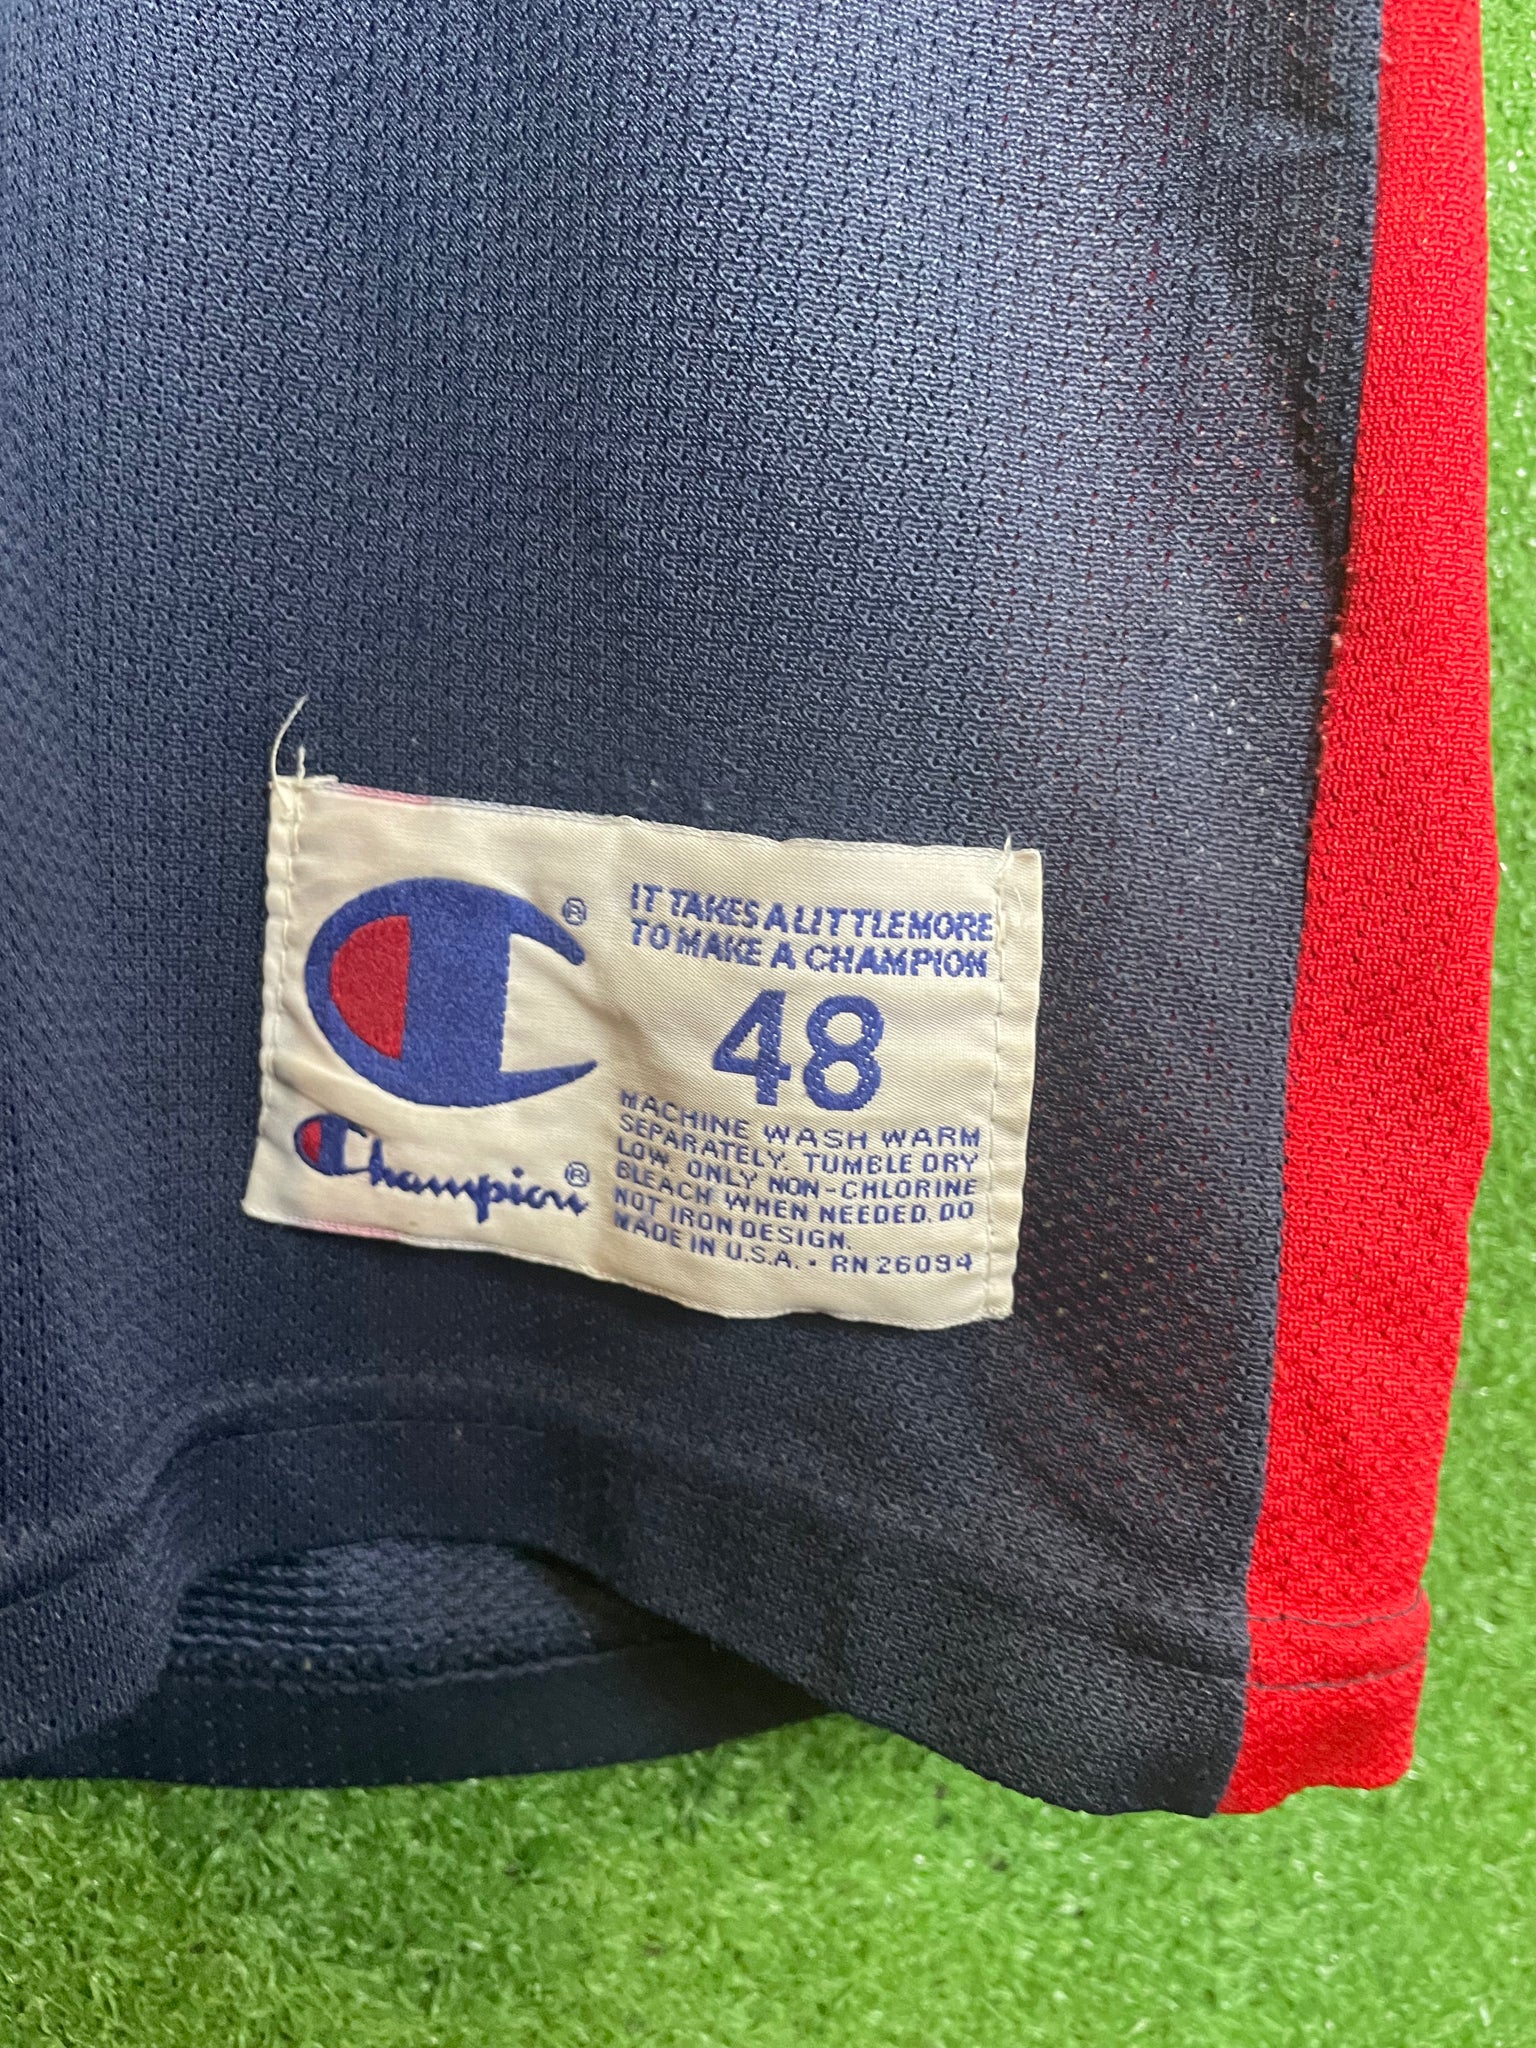 ®
Champion®
IT TAKES A LITTLE MORE
TO MAKE A CHAMPION
48
MACHINE WASH WARM
SEPARATELY. TUMBLE DRY
LOW. ONLY NON-CHLORINE
BLEACH WHEN NEEDED. DO
NOT IRON DESIGN.
MADE IN U.S.A. • RN 26094